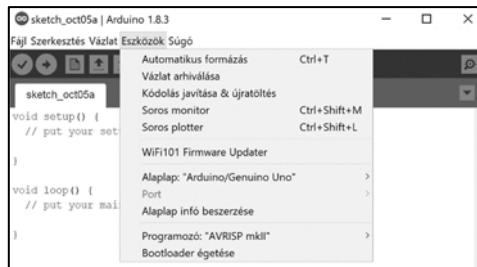 sketch_oct05a | Arduino 1.8.3
Fájl Szerkesztés Vázlat Eszközök Súgó
Automatikus formázás Ctrl+T
Vázlat archiválása
Kódolás javítása & újratöltés
Soros monitor Ctrl+Shift+M
Soros plotter Ctrl+Shift+L
WiFi101 Firmware Updater
Alaplap: "Arduino/Genuino Uno"
Port
Alaplap infó beszerzése
Programozó: "AVRISP mkII"
Bootloader égetése
sketch_oct05a
void setup() {
// put your set
}
void loop() {
// put your mai
}